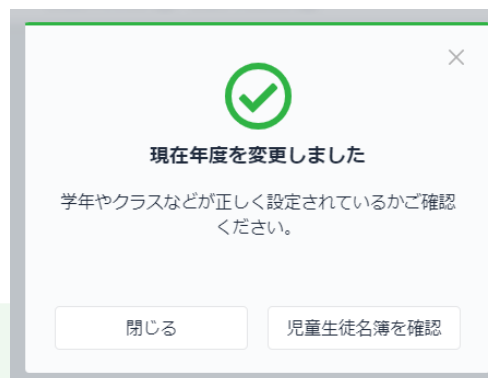 現在年度を変更しました
学年やクラスなどが正しく設定されているかご確認
ください。
閉じる
児童生徒名簿を確認